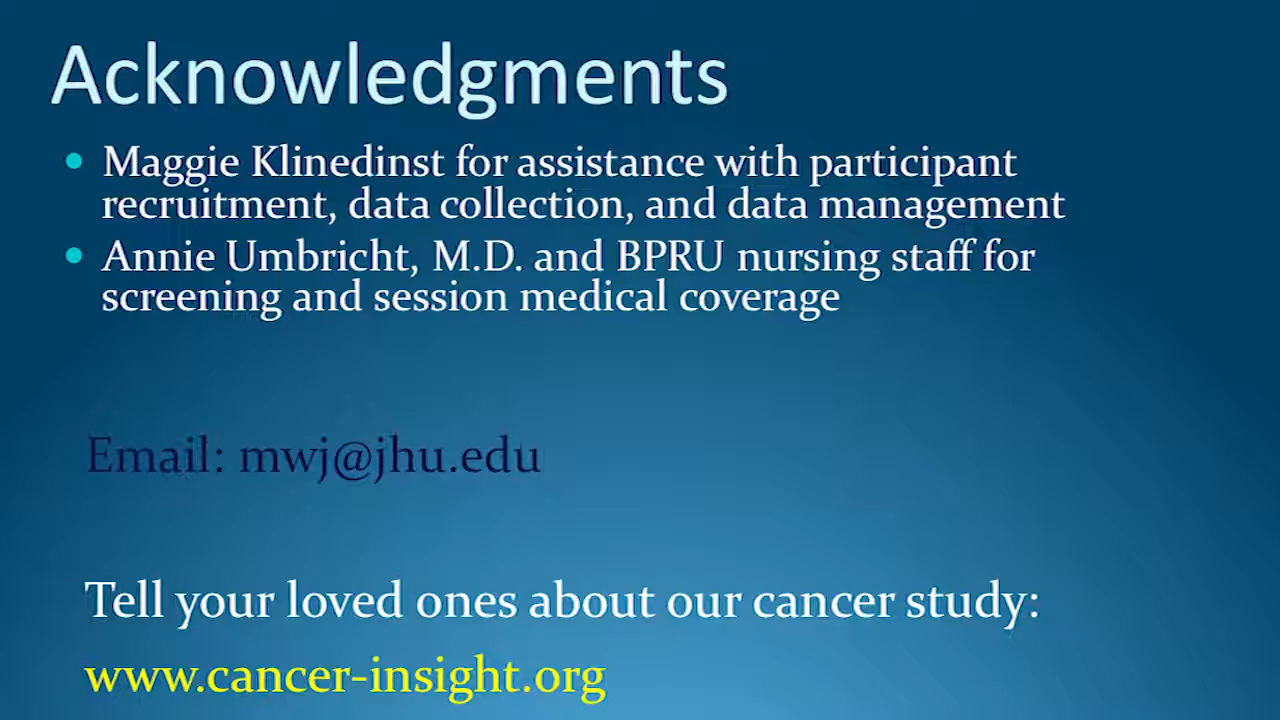 Acknowledgments
• Maggie Klinedinst for assistance with participant
recruitment, data collection, and data management
• Annie Umbricht, M.D. and BPRU nursing staff for
screening and session medical coverage
Email: mwj@jhu.edu
Tell your loved ones about our cancer study:
www.cancer-insight.org